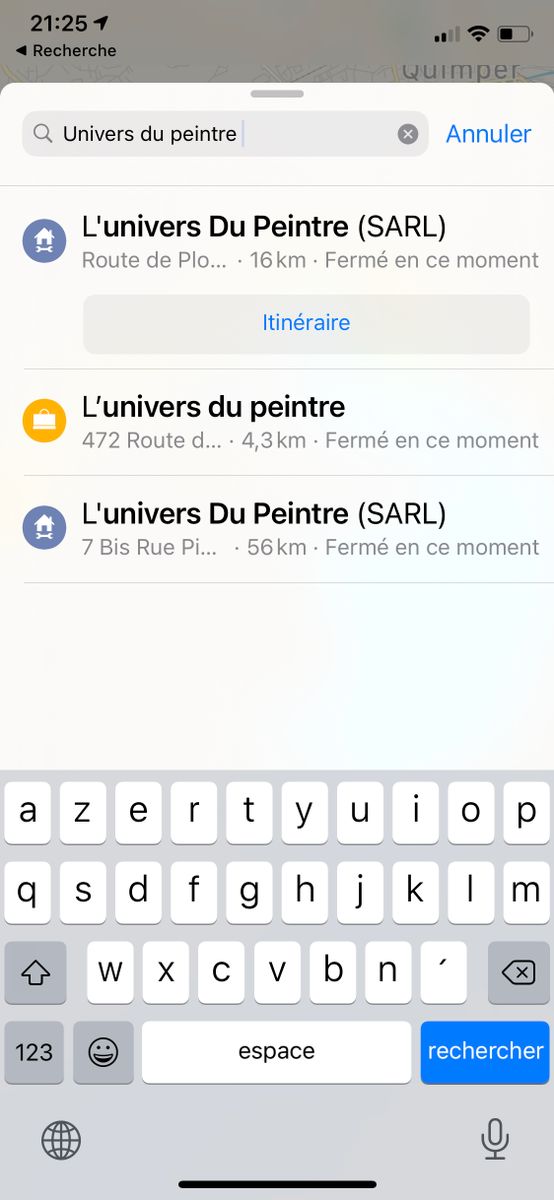 21:25
◀ Recherche
Quimper
Univers du peintre
Annuler
L'univers Du Peintre (SARL)
Route de Plo... · 16 km · Fermé en ce moment
Itinéraire
L’univers du peintre
472 Route d... · 4,3 km · Fermé en ce moment
L'univers Du Peintre (SARL)
7 Bis Rue Pi... · 56 km · Fermé en ce moment
a z e r t y u i o p
q s d f g h j k l m
w x c v b n ´
123 espace rechercher